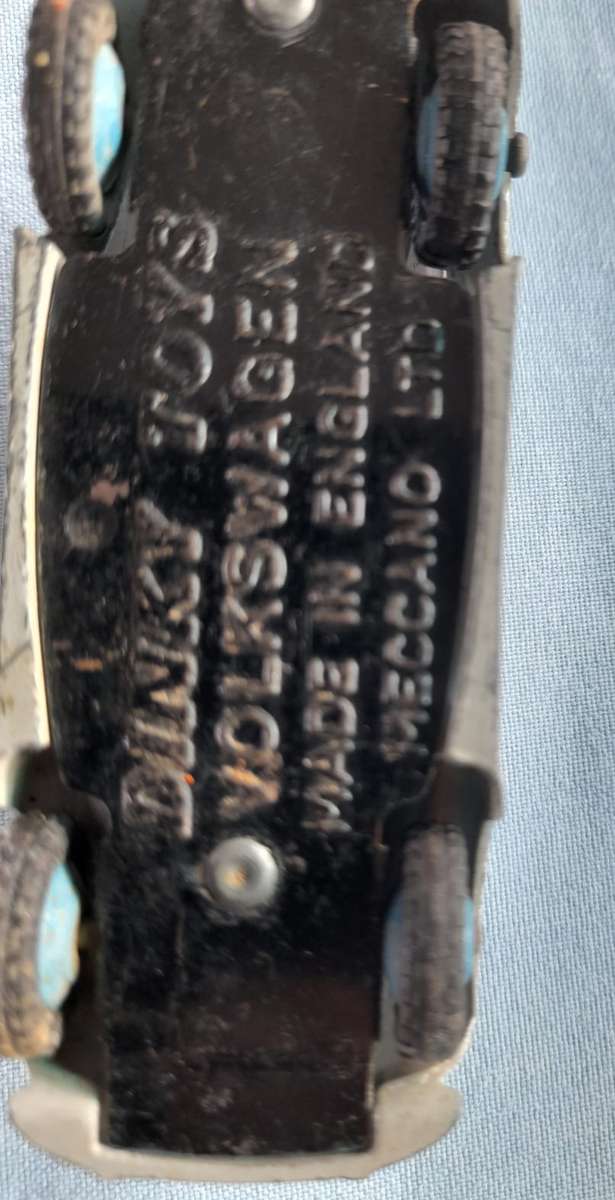 DINKY TOYS
VOLKSWAGEN
MADE IN ENGLAND
MECCANO LTD